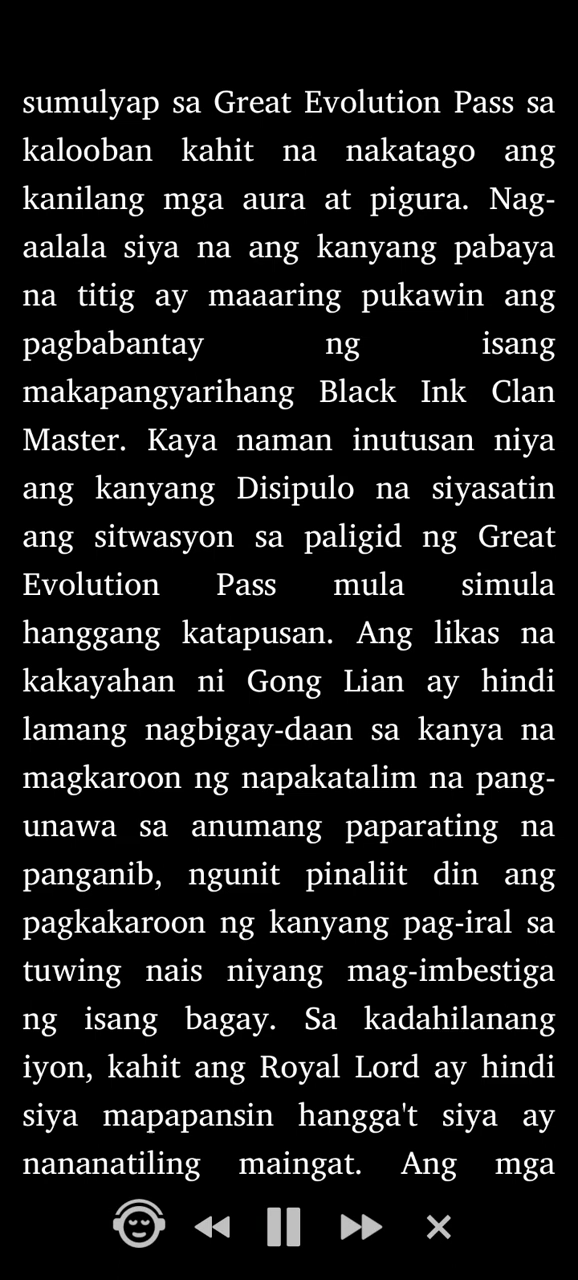 sumulyap sa Great Evolution Pass sa
kalooban kahit na nakatago ang
kanilang mga aura at pigura. Nag-
aalala siya na ang kanyang pabaya
na titig ay maaaring pukawin ang
pagbabantay ng isang
makapangyarihang Black Ink Clan
Master. Kaya naman inutusan niya
ang kanyang Disipulo na siyasatin
ang sitwasyon sa paligid ng Great
Evolution Pass mula simula
hanggang katapusan. Ang likas na
kakayahan ni Gong Lian ay hindi
lamang nagbigay-daan sa kanya na
magkaroon ng napakatalim na pang-
unawa sa anumang paparating na
panganib, ngunit pinaliit din ang
pagkakaroon ng kanyang pag-iral sa
tuwing nais niyang mag-imbestiga
ng isang bagay. Sa kadahilanang
iyon, kahit ang Royal Lord ay hindi
siya mapapansin hangga't siya ay
nananatiling maingat. Ang mga